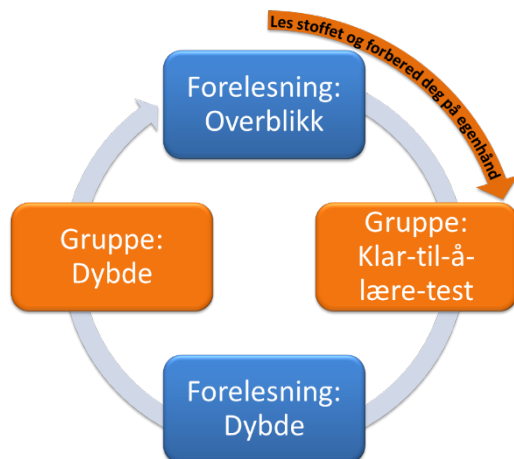 Les stoffet og forbered deg på egenhånd
Forelesning:
Overblikk
Gruppe:
Klar-til-å-
lære-test
Forelesning:
Dybde
Gruppe:
Dybde